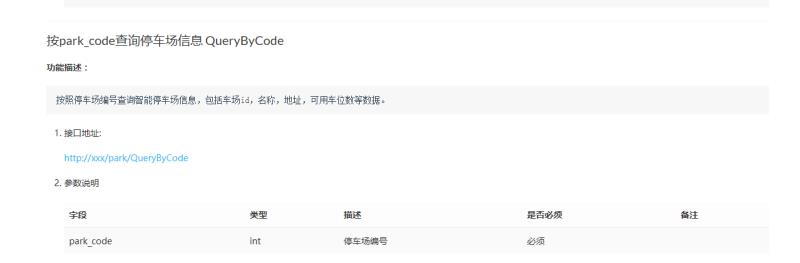 按park_code查询停车场信息 QueryByCode
功能描述：
按照停车场编号查询智能停车场信息，包括车场id，名称，地址，可用车位数等数据。
1. 接口地址:
http://xxx/park/QueryByCode
2. 参数说明
字段 类型 描述 是否必须 备注
park_code int 停车场编号 必须